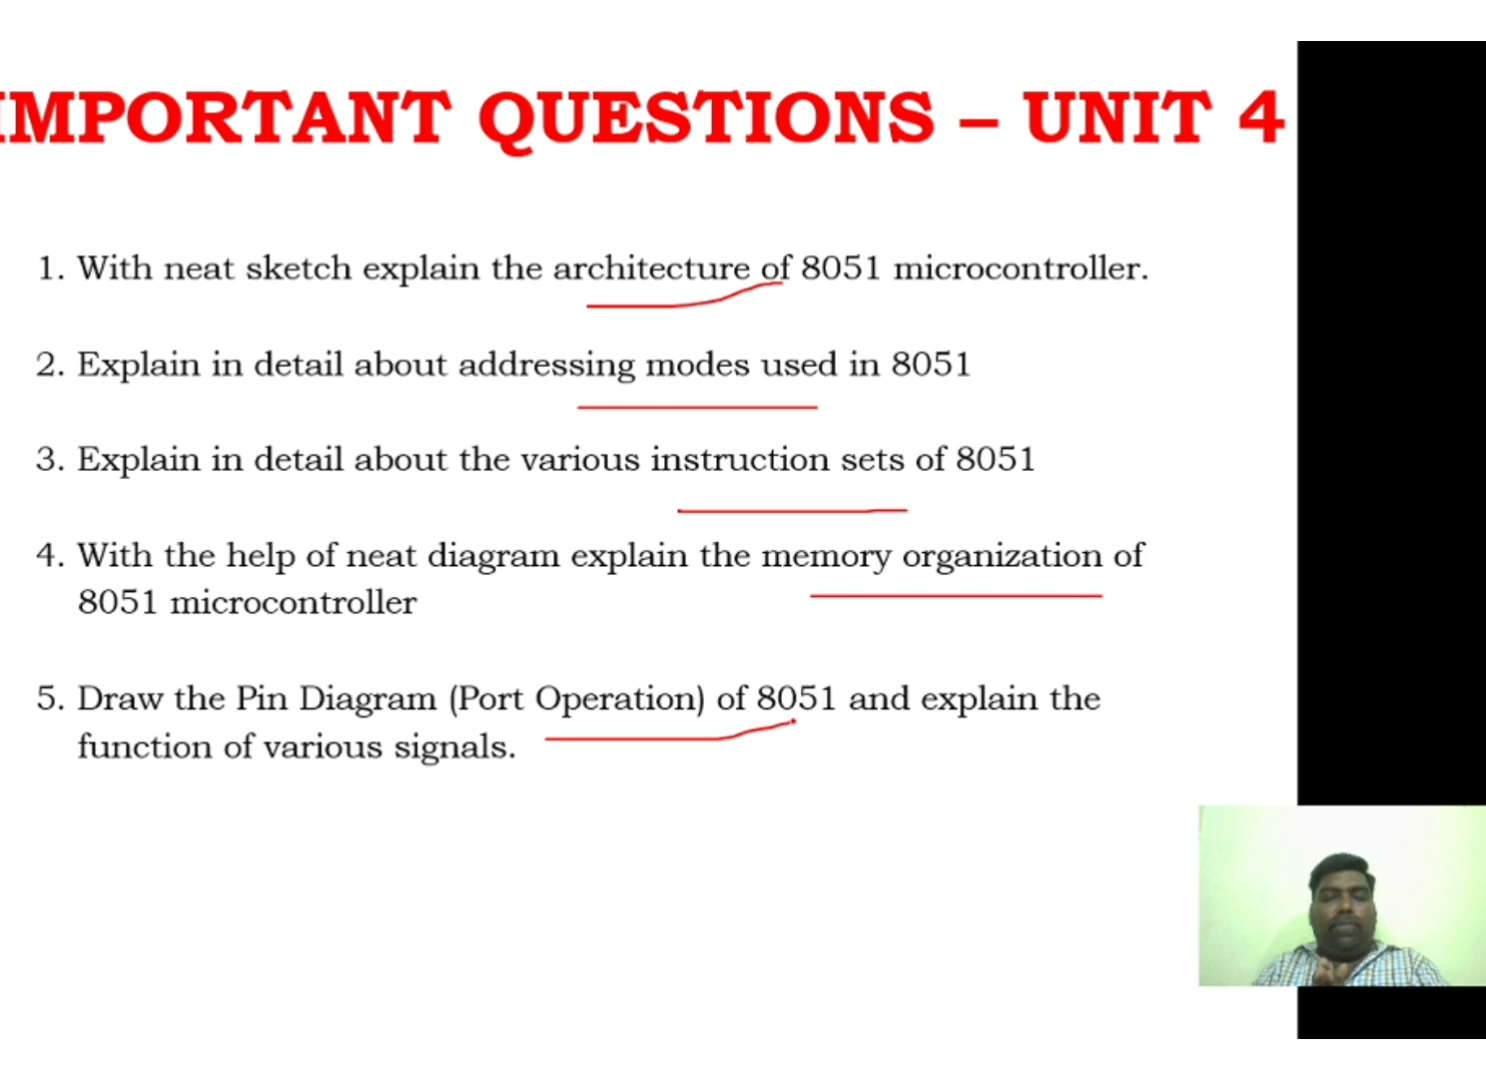 IMPORTANT QUESTIONS – UNIT 4
1. With neat sketch explain the architecture of 8051 microcontroller.
2. Explain in detail about addressing modes used in 8051
3. Explain in detail about the various instruction sets of 8051
4. With the help of neat diagram explain the memory organization of
8051 microcontroller
5. Draw the Pin Diagram (Port Operation) of 8051 and explain the
function of various signals.